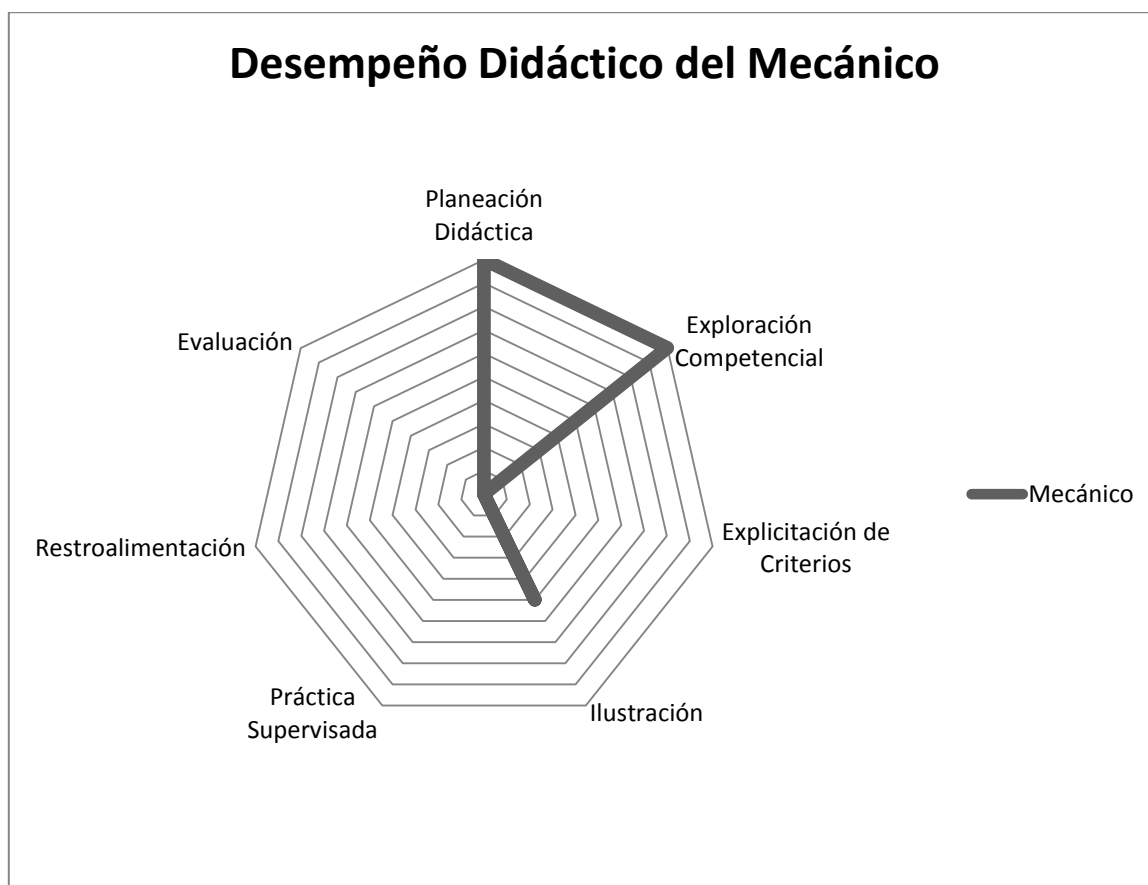 Desempeño Didáctico del Mecánico
Planeación
Didáctica
Exploración
Competencial
Explicitación de
Criterios
Ilustración
Práctica
Supervisada
Restroalimentación
Evaluación
Mecánico